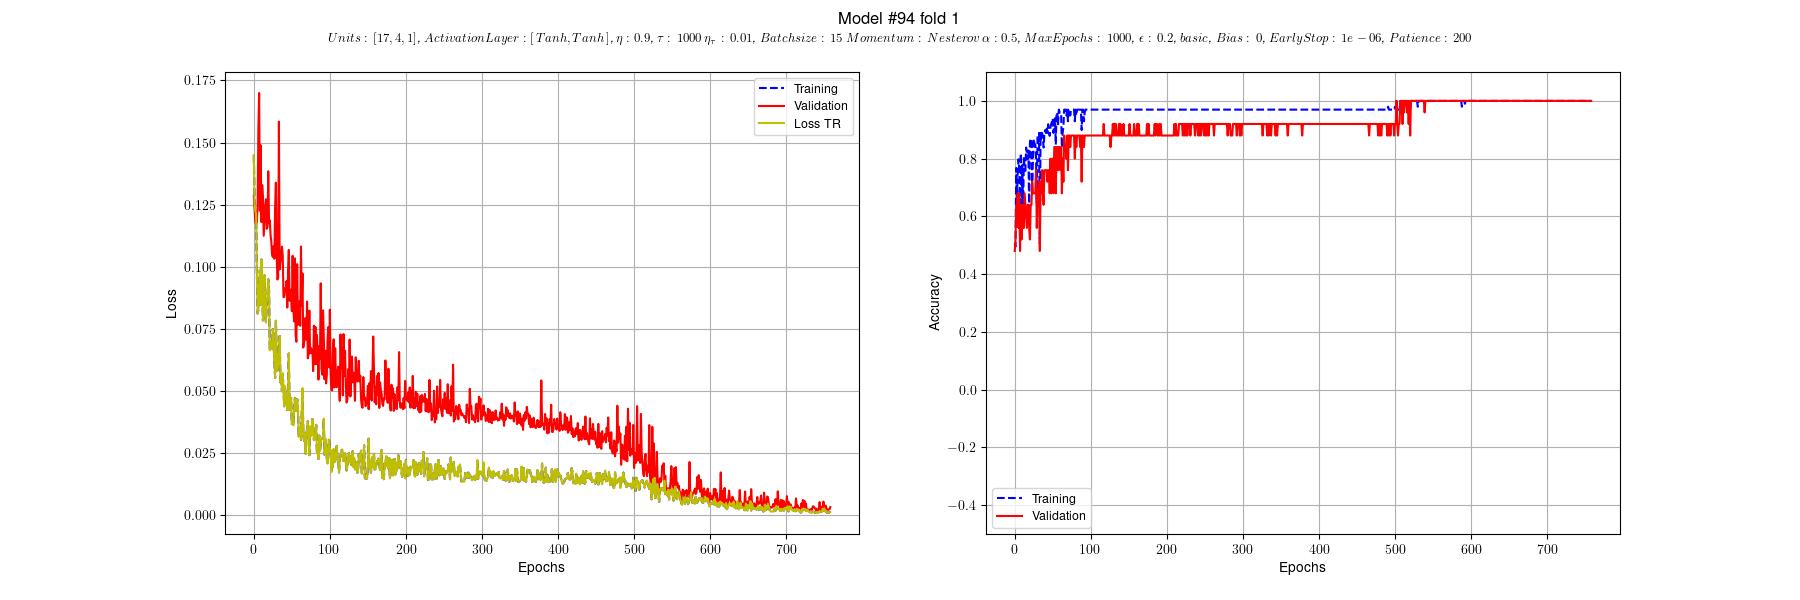 Model #94 fold 1
Units : [17, 4, 1], ActivationLayer : [Tanh, Tanh], η : 0.9, τ : 1000 η_τ : 0.01, Batchsize : 15 Momentum : Nesterov α : 0.5, MaxEpochs : 1000, ϵ : 0.2, basic, Bias : 0, EarlyStop : 1e − 06, Patience : 200
Training
Validation
Loss TR
0.175
0.150
0.125
0.100
0.075
0.050
0.025
0.000
Loss
0 100 200 300 400 500 600 700
Epochs
1.0
0.8
0.6
0.4
0.2
0.0
−0.2
−0.4
Accuracy
Training
Validation
0 100 200 300 400 500 600 700
Epochs